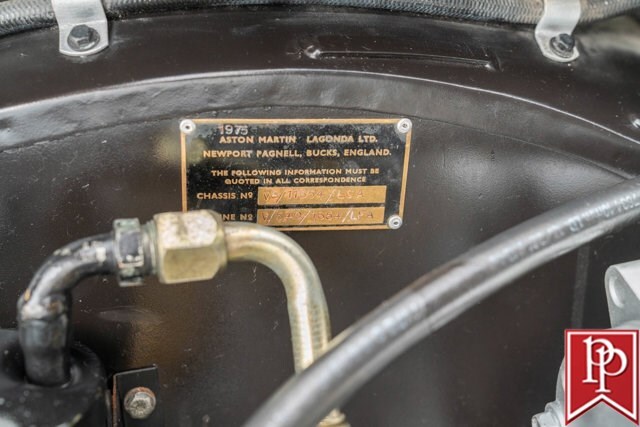 1975
ASTON MARTIN LAGONDA LTD.
NEWPORT PAGNELL, BUCKS, ENGLAND.
THE FOLLOWING INFORMATION MUST BE
QUOTED IN ALL CORRESPONDENCE
CHASSIS Nº
Nº
PP